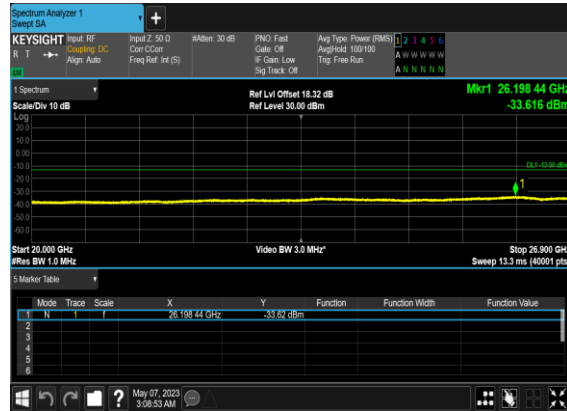 Spectrum Analyzer 1
Swept SA
+
KEYSIGHT Input: RF Input Z: 50 Ω #Atten: 30 dB PNO: Fast Avg Type: Power (RMS) 1 2 3 4 5 6
R T Coupling: DC Corr CCorr Gate: Off Avg|Hold: 100/100 A W W W W W
Align: Auto Freq Ref: Int (S) IF Gain: Low Trig: Free Run
Sig Track: Off A N N N N N
1 Spectrum Ref Lvl Offset 18.32 dB Mkr1 26.198 44 GHz
Scale/Div 10 dB Ref Level 30.00 dBm -33.616 dBm
Log
20.0
10.0
0.00
-10.0 DL1 -13.00 dBm
-20.0 1
-30.0
-40.0
-50.0
-60.0
Start 20.000 GHz Video BW 3.0 MHz* Stop 26.900 GHz
#Res BW 1.0 MHz Sweep 13.3 ms (40001 pts
5 Marker Table
Mode Trace Scale X Y Function Function Width Function Value
1 N 1 f 26.198 44 GHz -33.62 dBm
2
3
4
5
6
? May 07, 2023
3:08:53 AM